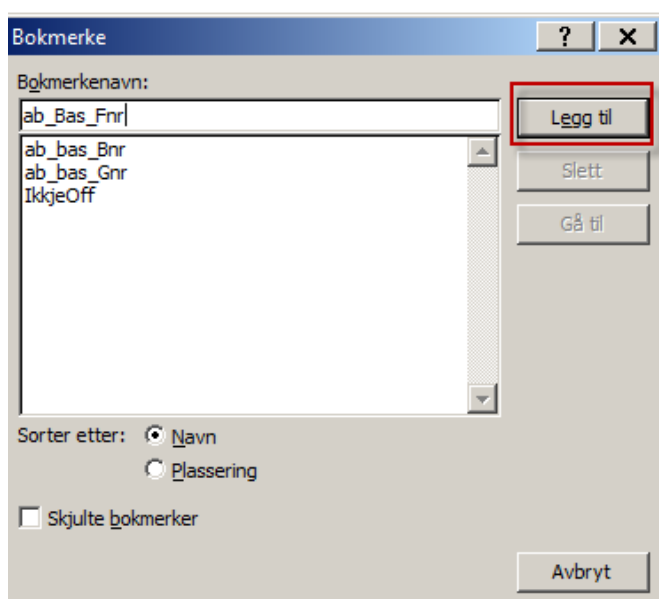 Bokmerke
Bokmerkenavn:
ab_Bas_Fnr
Legg til
ab_bas_Bnr
ab_bas_Gnr
IkkjeOff
Slett
Gå til
Sorter etter:
Navn
Plassering
Skjulte bokmerker
Avbryt